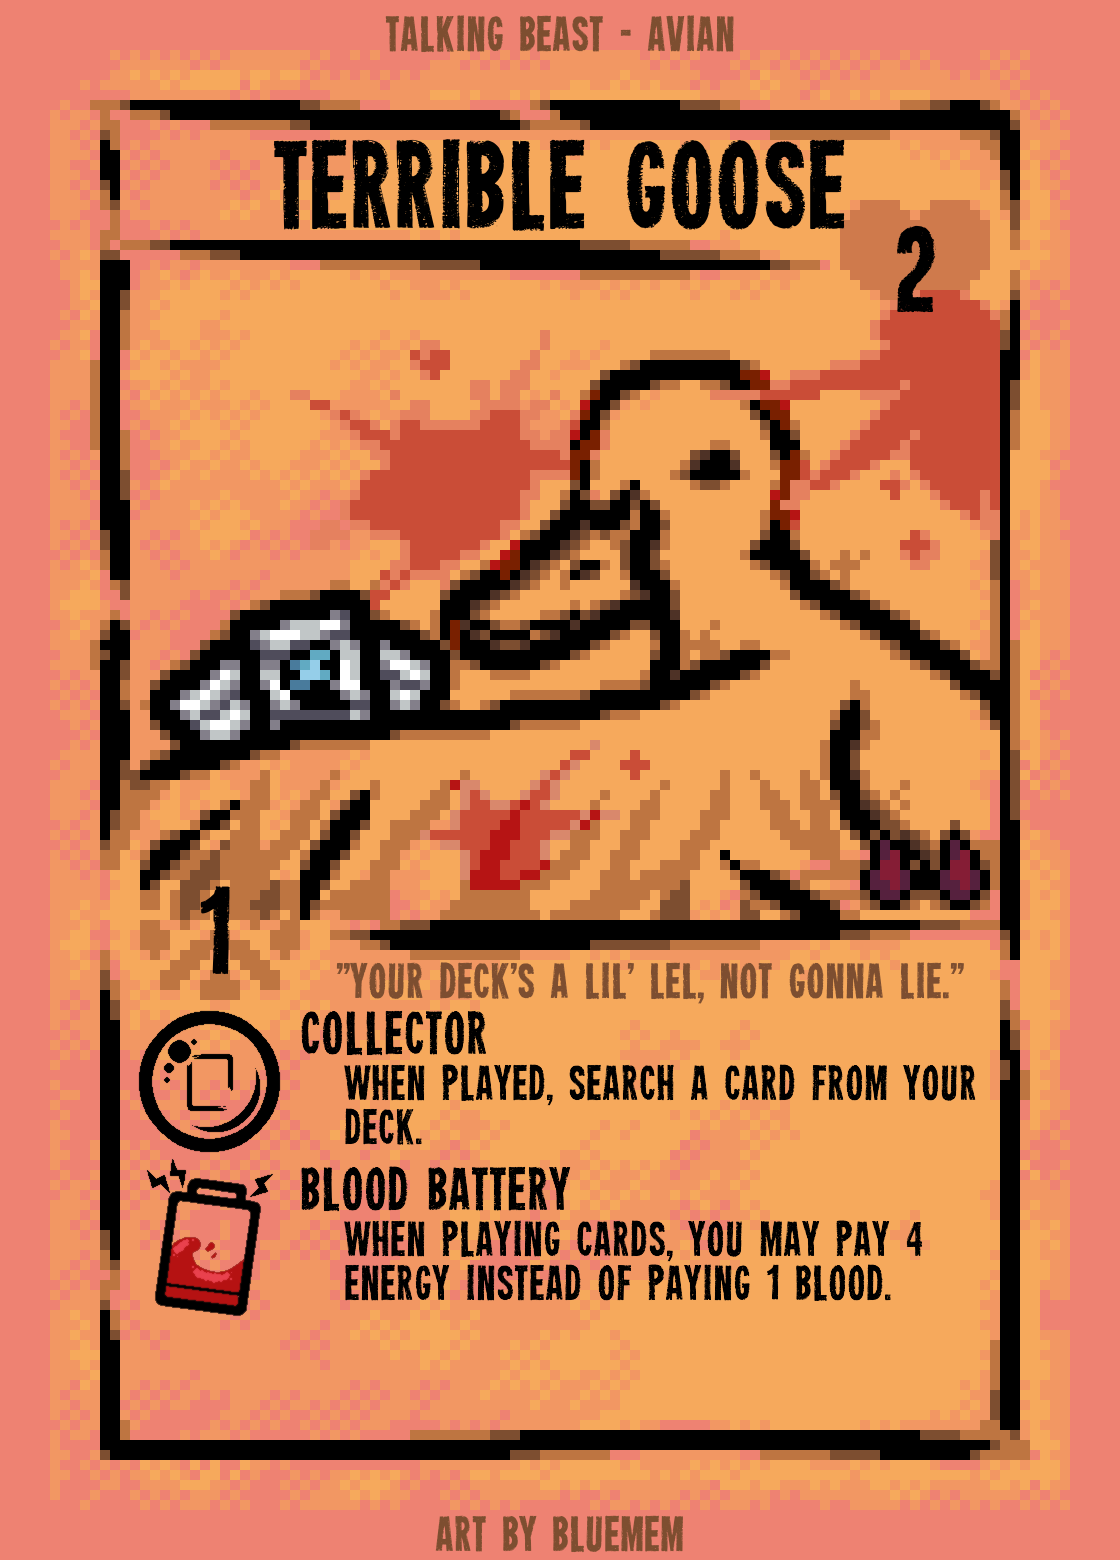 TALKING BEAST - AVIAN
TERRIBLE GOOSE
2
1
"YOUR DECK'S A LIL' LEL, NOT GONNA LIE."
COLLECTOR
WHEN PLAYED, SEARCH A CARD FROM YOUR
DECK.
BLOOD BATTERY
WHEN PLAYING CARDS, YOU MAY PAY 4
ENERGY INSTEAD OF PAYING 1 BLOOD.
ART BY BLUEMEM